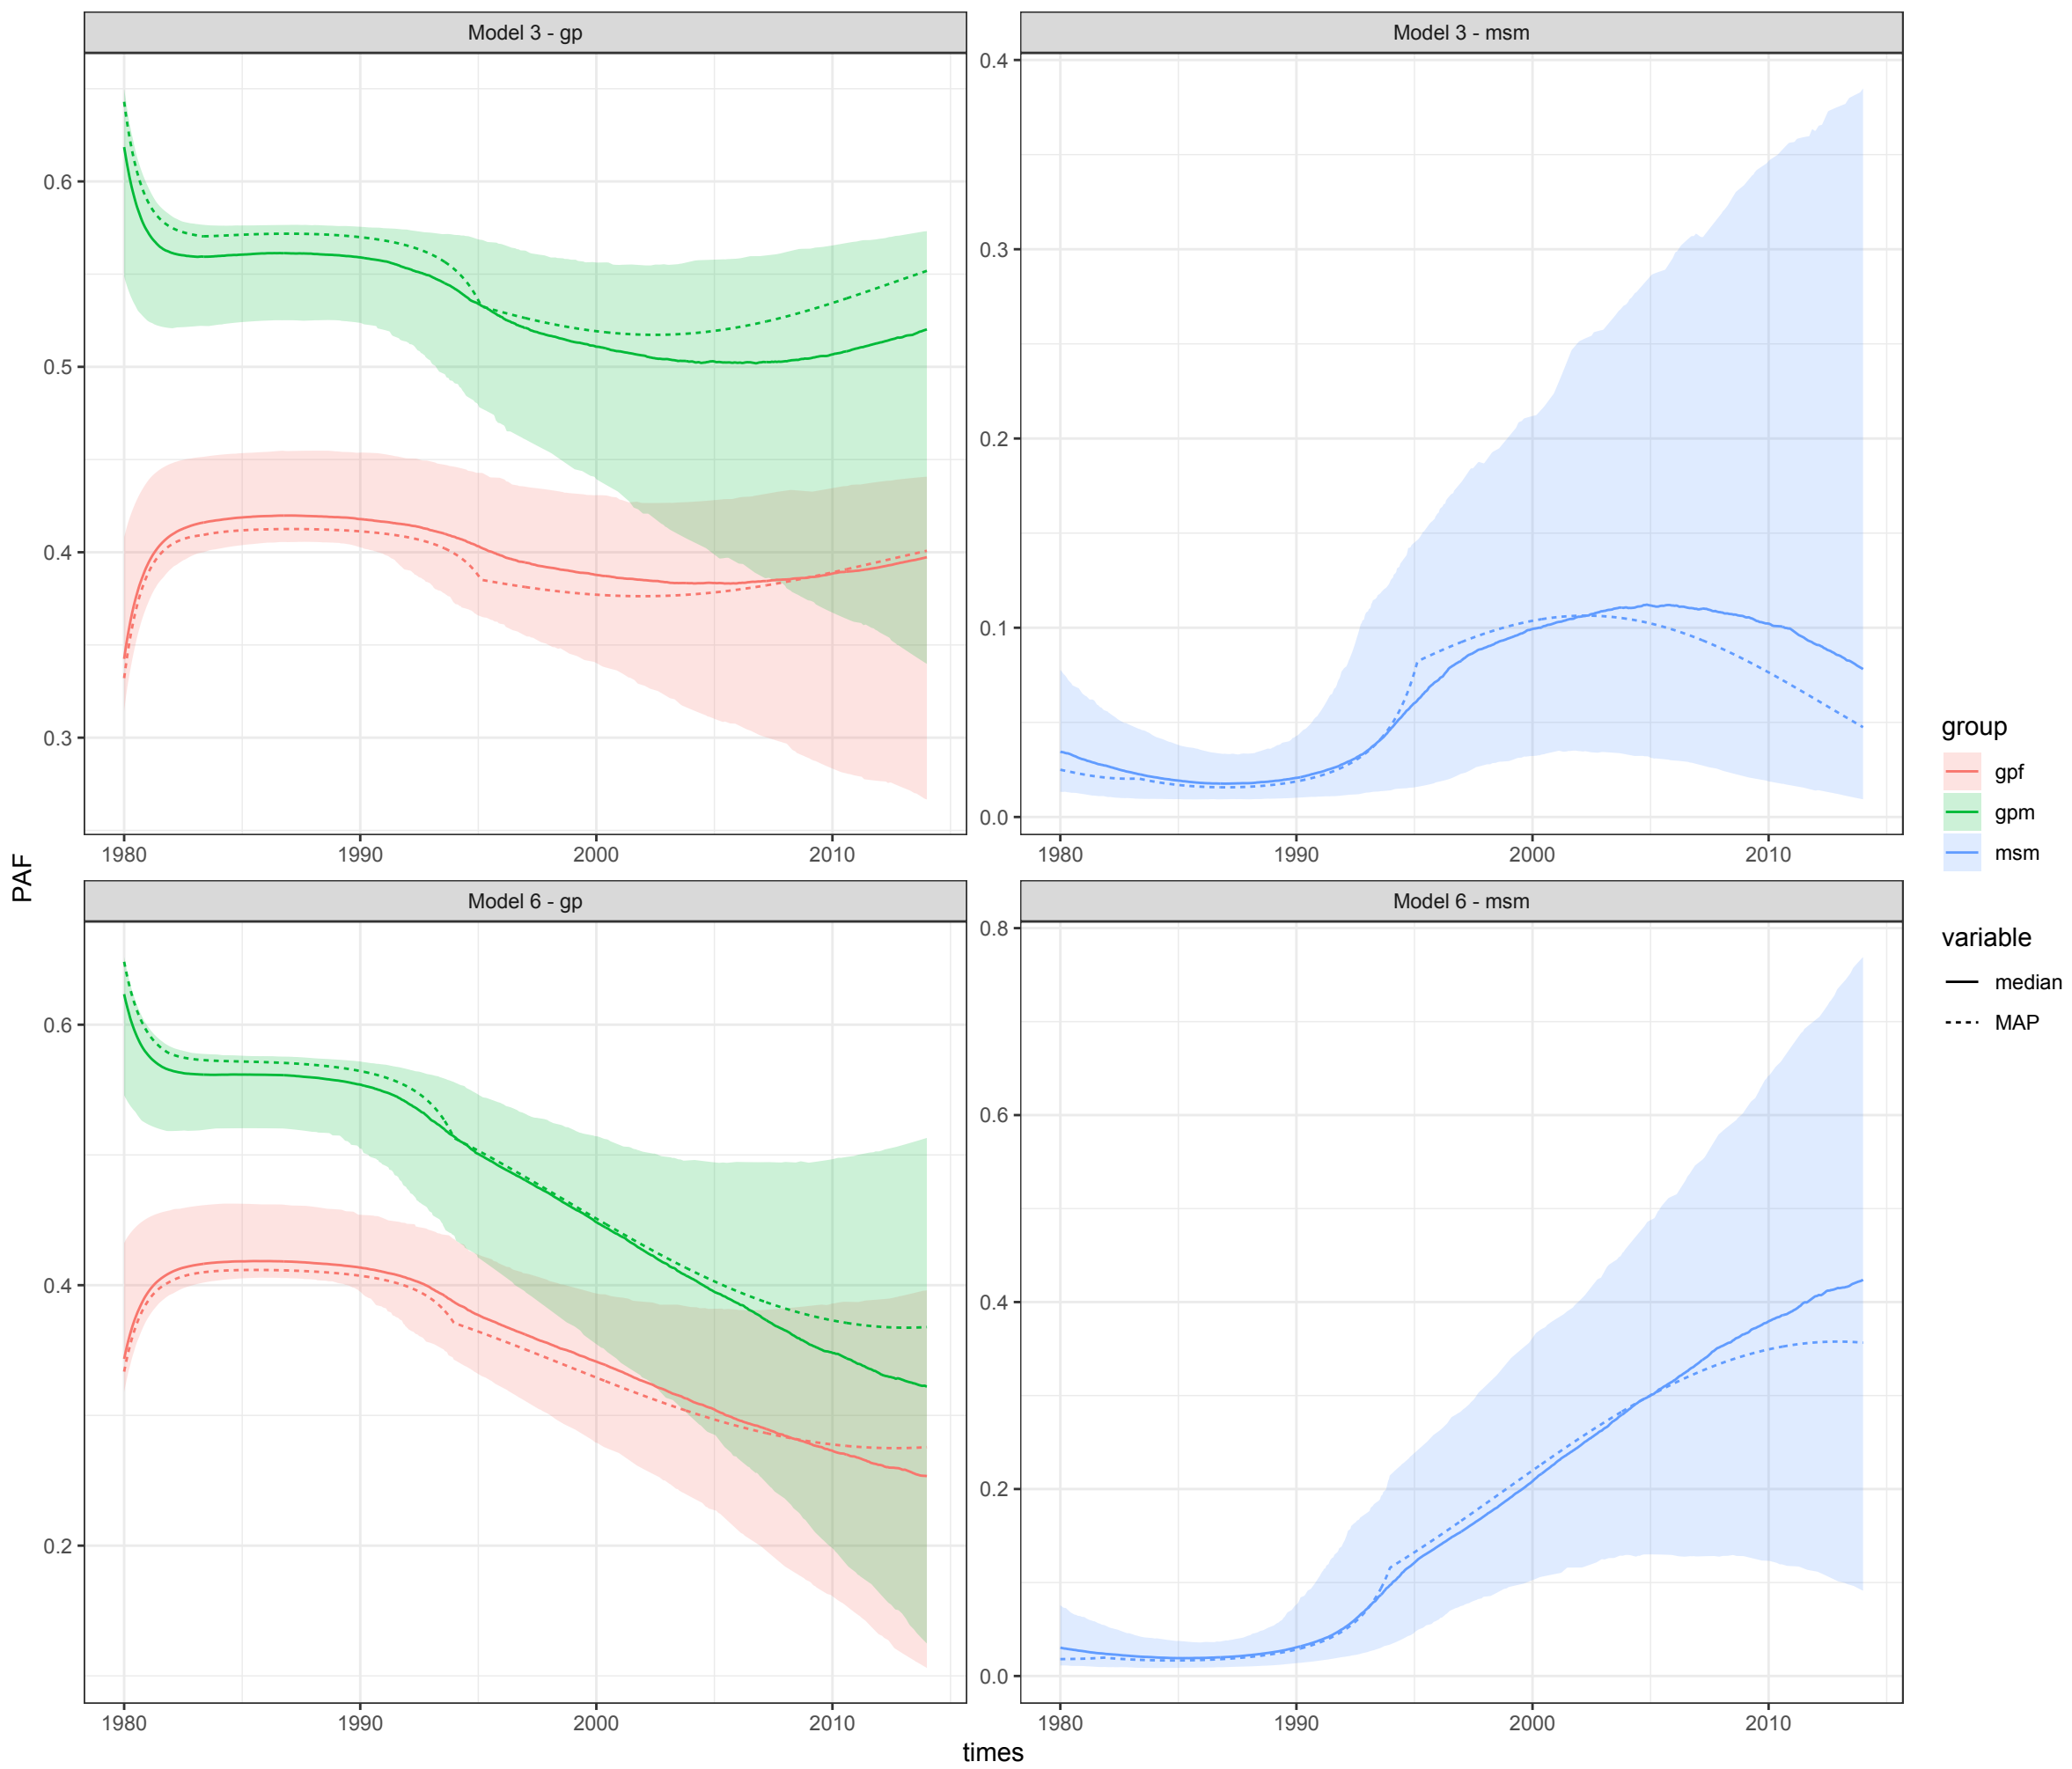 Model 3 - gp
Model 3 - msm
0.6
0.5
0.4
0.3
0.4
0.3
0.2
0.1
0.0
1980 1990 2000 2010
1980 1990 2000 2010
PAF
Model 6 - gp
Model 6 - msm
0.6
0.4
0.2
0.8
0.6
0.4
0.2
0.0
1980 1990 2000 2010
1980 1990 2000 2010
times
group
gpf
gpm
msm
variable
median
MAP